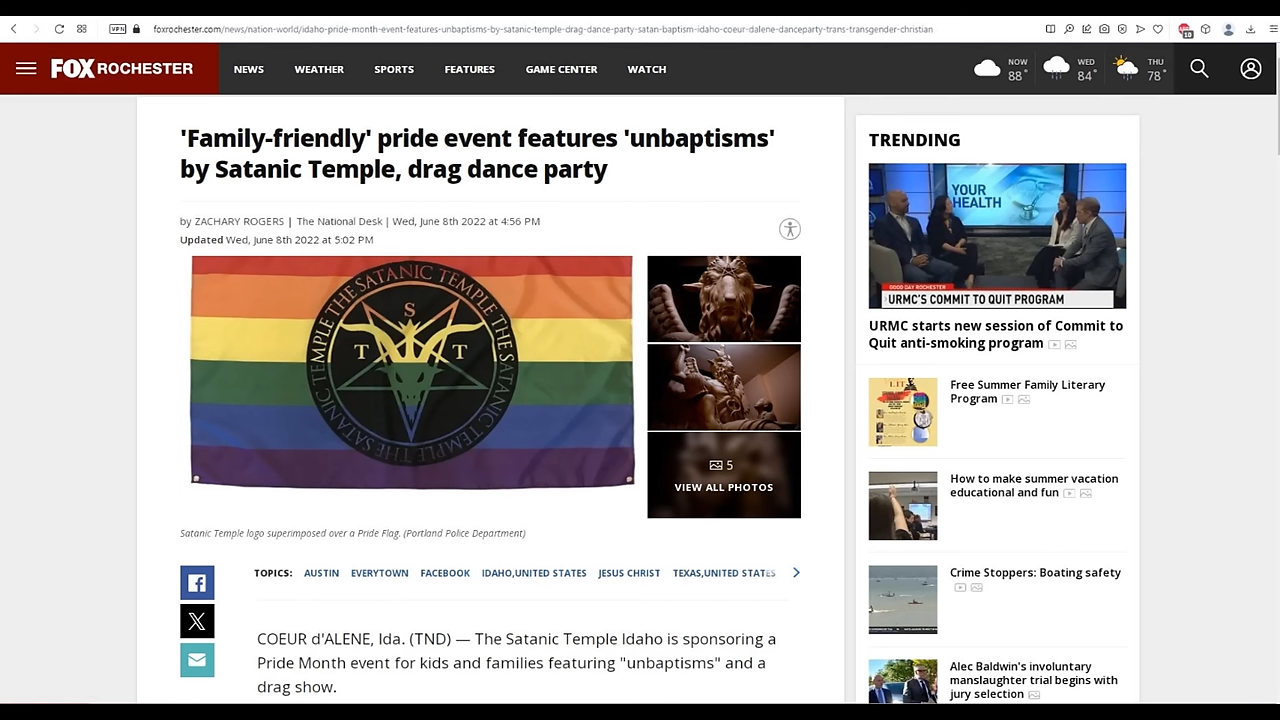 VPN
foxrochester.com/news/nation-world/idaho-pride-month-event-features-unbaptisms-by-satanic-temple-drag-dance-party-satan-baptism-idaho-coeur-dalene-danceparty-trans-transgender-christian
FOX ROCHESTER
NEWS WEATHER SPORTS FEATURES GAME CENTER WATCH
NOW 88° WED 84° THU 78°
'Family-friendly' pride event features 'unbaptisms'
by Satanic Temple, drag dance party
by ZACHARY ROGERS | The National Desk | Wed, June 8th 2022 at 4:56 PM
Updated Wed, June 8th 2022 at 5:02 PM
THE SATANIC TEMPLE THE SATANIC TEMPLE
T S T
5
VIEW ALL PHOTOS
Satanic Temple logo superimposed over a Pride Flag. (Portland Police Department)
TOPICS: AUSTIN EVERYTOWN FACEBOOK IDAHO,UNITED STATES JESUS CHRIST TEXAS,UNITED STATES
COEUR d'ALENE, Ida. (TND) — The Satanic Temple Idaho is sponsoring a
Pride Month event for kids and families featuring "unbaptisms" and a
drag show.
TRENDING
YOUR
HEALTH
GOOD DAY ROCHESTER
URMC'S COMMIT TO QUIT PROGRAM
URMC starts new session of Commit to
Quit anti-smoking program
Free Summer Family Literary
Program
How to make summer vacation
educational and fun
Crime Stoppers: Boating safety
Alec Baldwin's involuntary
manslaughter trial begins with
jury selection